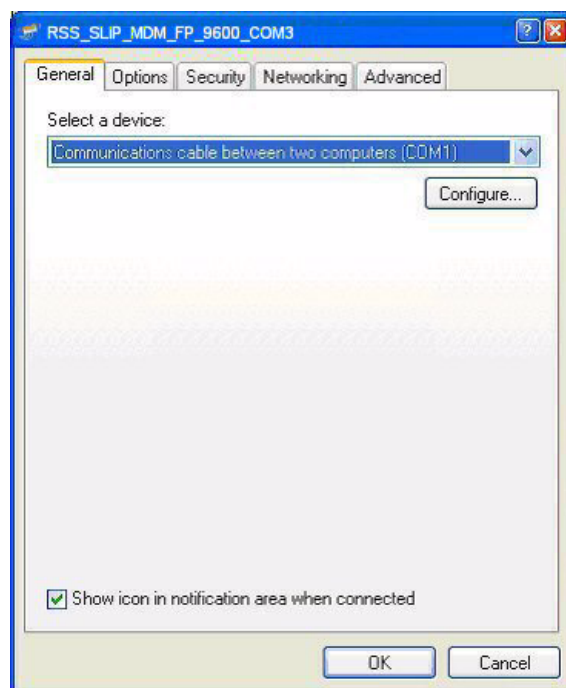 RSS_SLIP_MDM_FP_9600_COM3
General Options Security Networking Advanced
Select a device:
Communications cable between two computers (COM1)
Configure...
Show icon in notification area when connected
OK Cancel